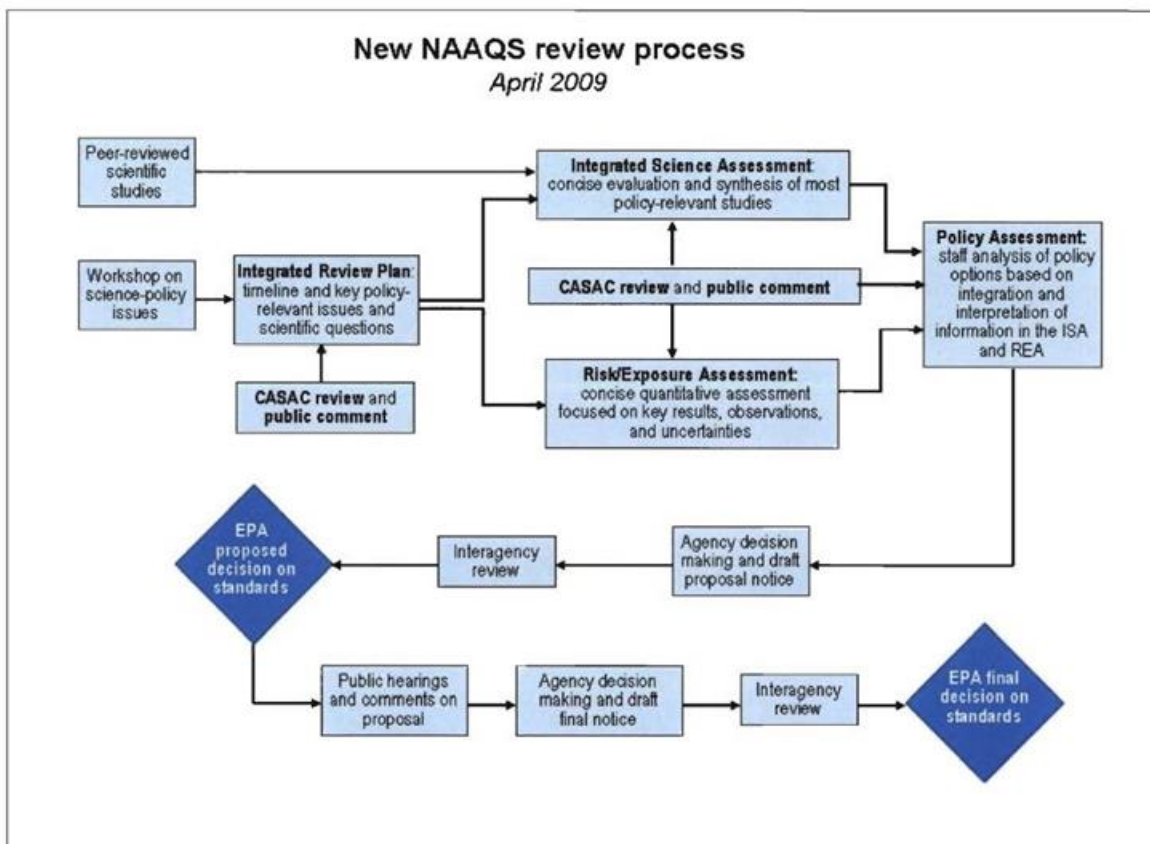 New NAAQS review process
April 2009
Peer-reviewed
scientific
studies
Integrated Science Assessment:
concise evaluation and synthesis of most
policy-relevant studies
Workshop on
science-policy
issues
Integrated Review Plan:
timeline and key policy-
relevant issues and
scientific questions
CASAC review and public comment
Policy Assessment:
staff analysis of policy
options based on
integration and
interpretation of
information in the ISA
and REA
CASAC review and
public comment
Risk/Exposure Assessment:
concise quantitative assessment
focused on key results, observations,
and uncertainties
EPA
proposed
decision on
standards
Interagency
review
Agency decision
making and draft
proposal notice
Public hearings
and comments on
proposal
Agency decision
making and draft
final notice
Interagency
review
EPA final
decision on
standards